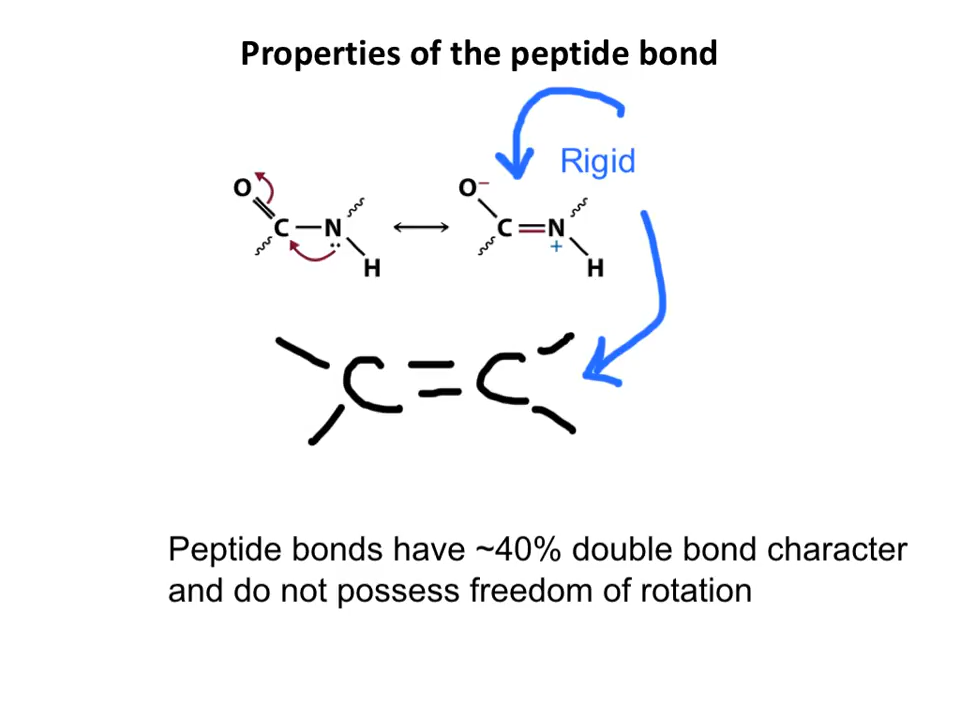 Properties of the peptide bond
Rigid
O O−
C — N ↔ C = N
·· +
H H
C = C
Peptide bonds have ~40% double bond character
and do not possess freedom of rotation